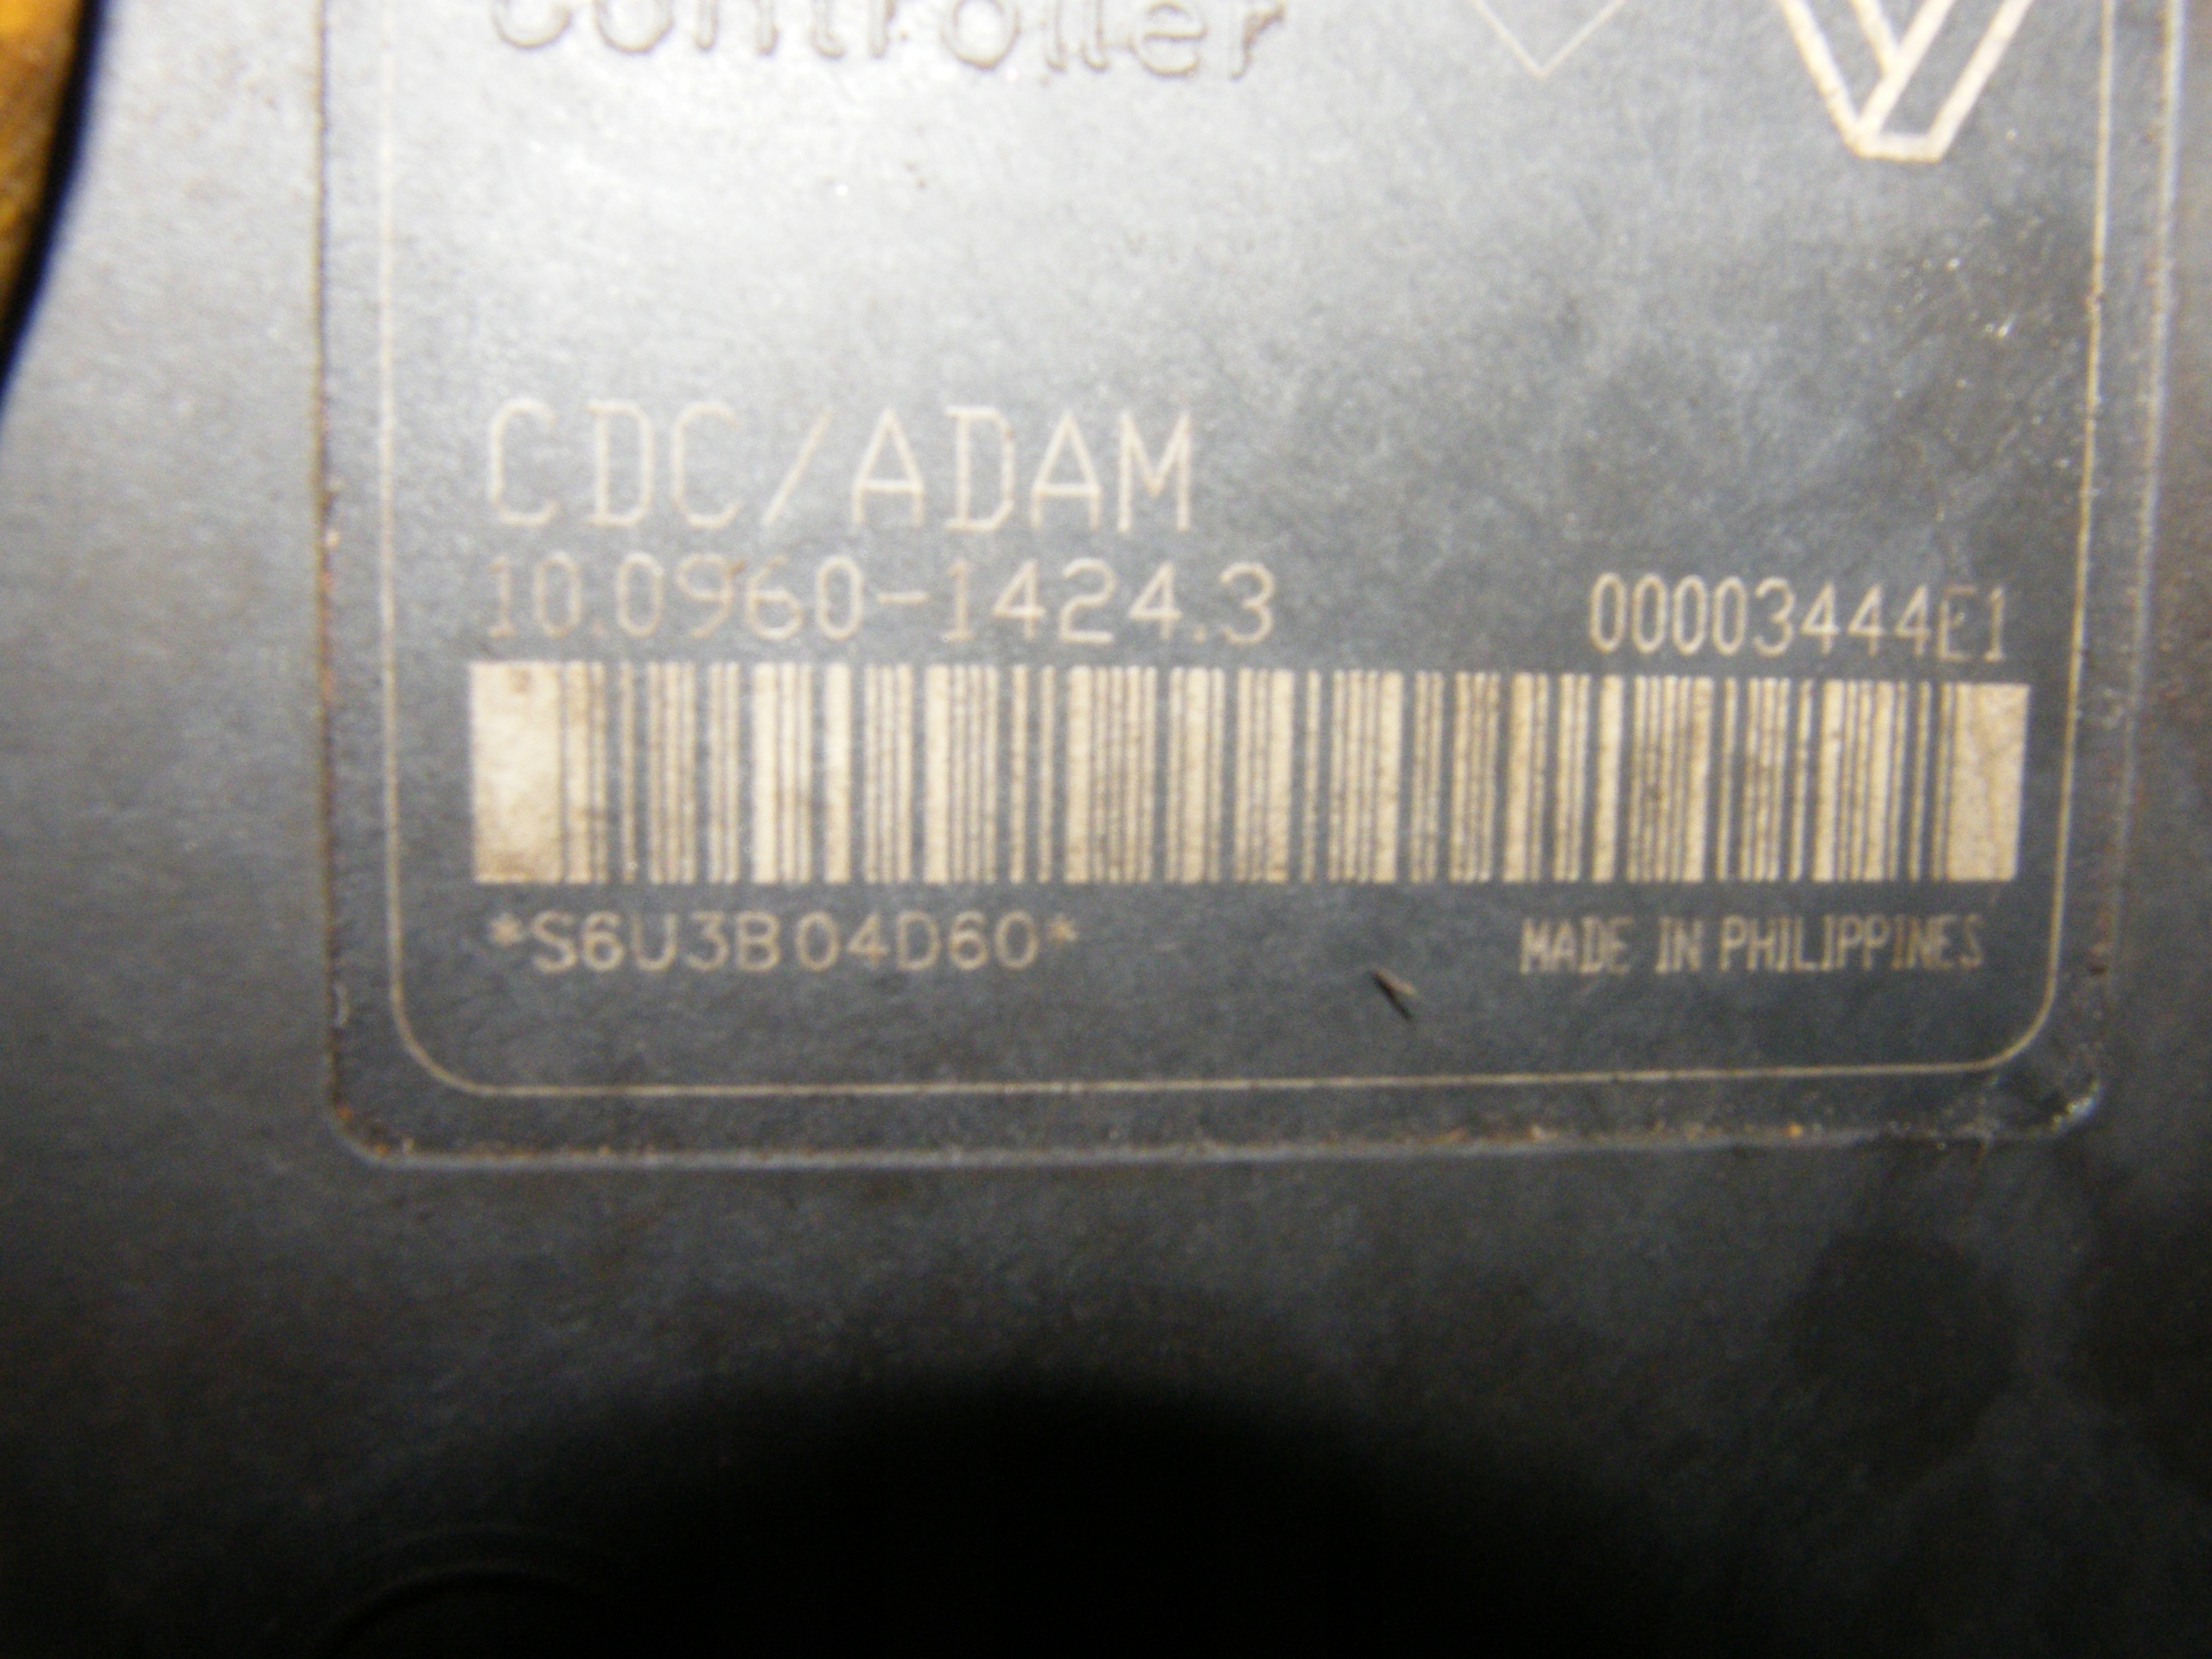 Controller
CDC/ADAM
10.0960-1424.3
00003444E1
*S6U3B04D60*
MADE IN PHILIPPINES